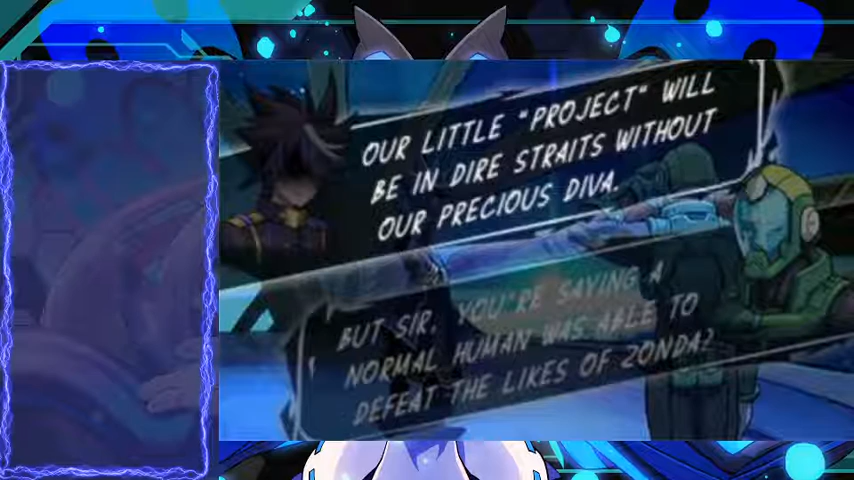 OUR LITTLE "PROJECT" WILL
BE IN DIRE STRAITS WITHOUT
OUR PRECIOUS DIVA.
BUT SIR, YOU'RE SAYING A
NORMAL HUMAN WAS ABLE TO
DEFEAT THE LIKES OF ZONDA?